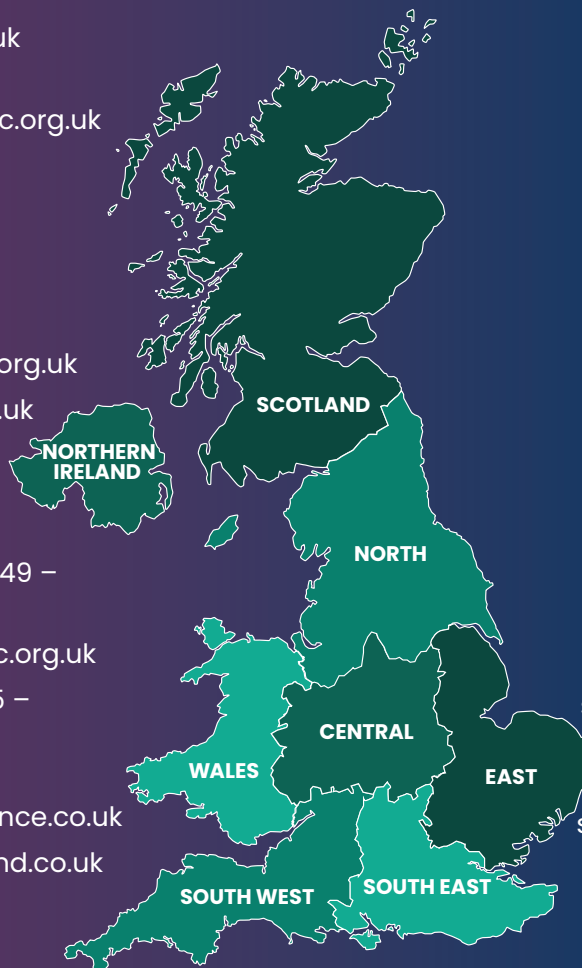 uk
c.org.uk
org.uk
.uk
SCOTLAND
NORTHERN
IRELAND
NORTH
49 –
c.org.uk
5 –
CENTRAL
WALES
EAST
nce.co.uk
nd.co.uk
SOUTH EAST
SOUTH WEST